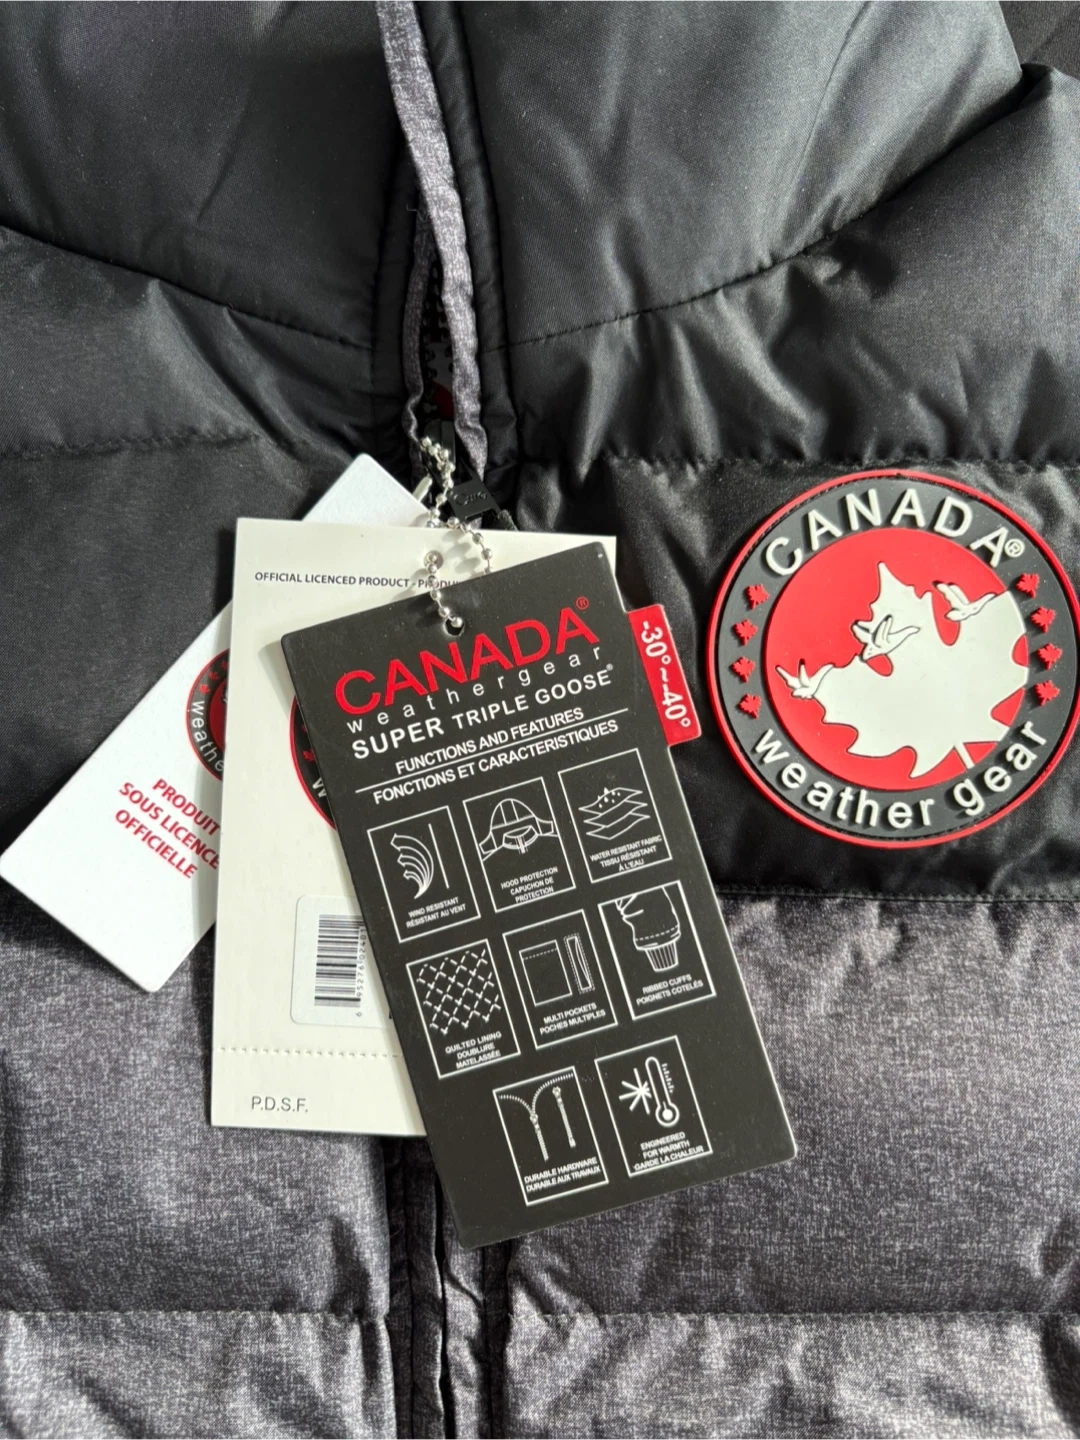 OFFICIAL LICENCED PRODUCT -
PRODUIT
SOUS LICENCE
OFFICIELLE
P.D.S.F.
CANADA®
weathergear
SUPER TRIPLE GOOSE®
FUNCTIONS AND FEATURES
FONCTIONS ET CARACTERISTIQUES
WIND RESISTANT
RÉSISTANT AU VENT
HOOD PROTECTION
CAPUCHON DE
PROTECTION
WATER RESISTANT FABRIC
TISSU RÉSISTANT
À L'EAU
QUILTED LINING
DOUBLURE
MATELASSÉE
MULTI POCKETS
POCHES MULTIPLES
RIBBED CUFFS
POIGNETS COTELÉS
DURABLE HARDWARE
DURABLE AUX TRAVAUX
ENGINEERED
FOR WARMTH
GARDE LA CHALEUR
-30°~-40°
CANADA®
weather gear